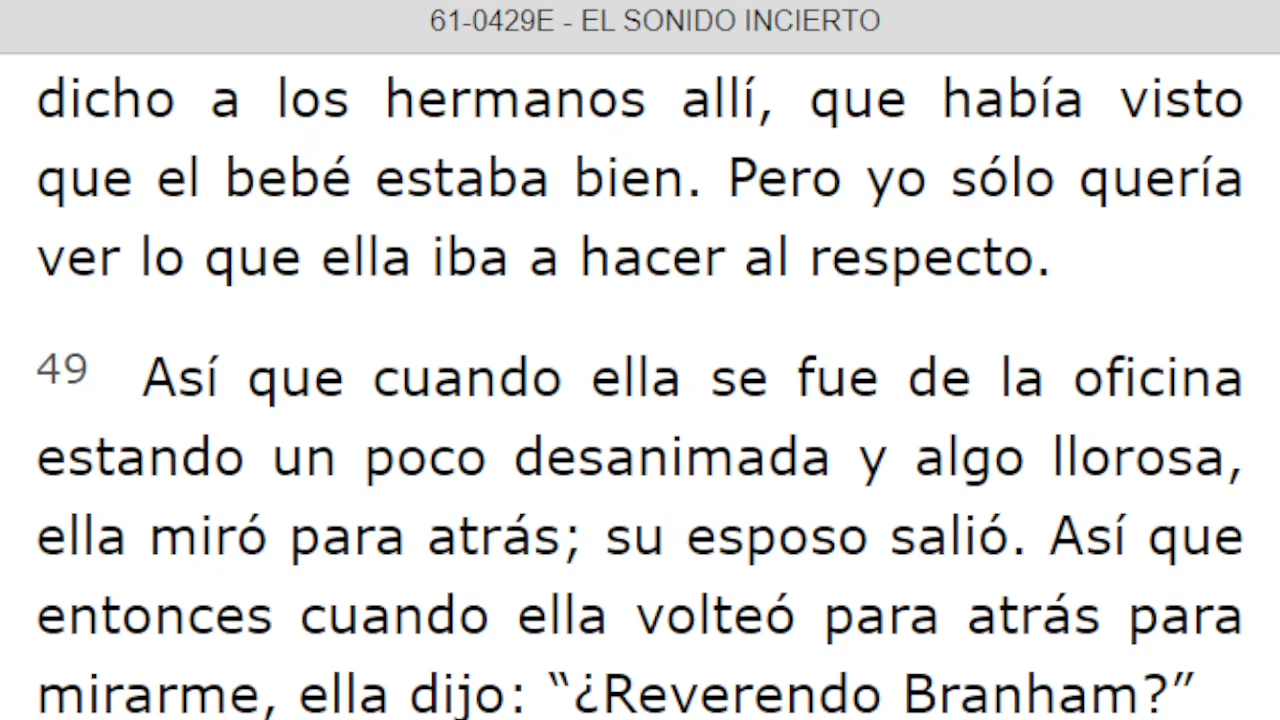 61-0429E - EL SONIDO INCIERTO
dicho a los hermanos allí, que había visto
que el bebé estaba bien. Pero yo sólo quería
ver lo que ella iba a hacer al respecto.
49 Así que cuando ella se fue de la oficina
estando un poco desanimada y algo llorosa,
ella miró para atrás; su esposo salió. Así que
entonces cuando ella volteó para atrás para
mirarme, ella dijo: “¿Reverendo Branham?”